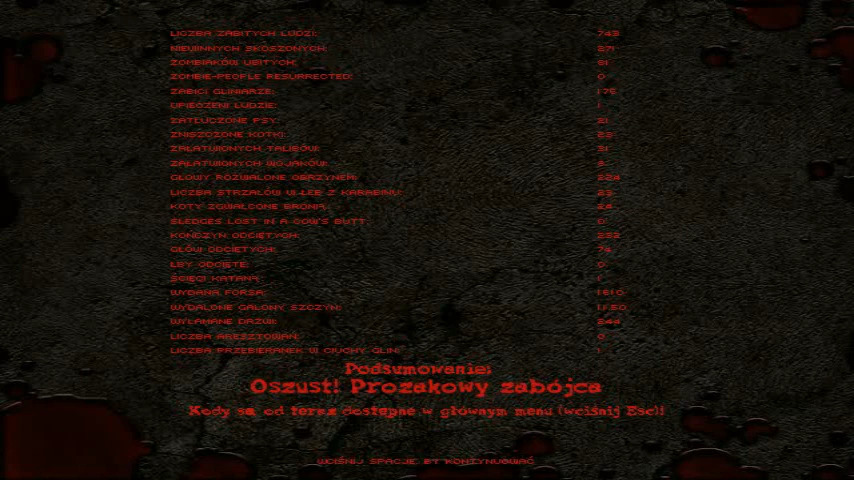 LICZBA ZABITYCH LUDZI: 743
NIEWINNYCH SKOSZONYCH: 271
ZOMBIAKÓW UBITYCH: 81
ZOMBIE-PEOPLE RESURRECTED: 0
ZABICI GLINIARZE: 178
UPIECZENI LUDZIE: 1
ZATŁUCZONE PSY: 21
ZNISZCZONE KOTKI: 23
ZAŁATWIONYCH TALIBÓW: 31
ZAŁATWIONYCH WOJAKÓW:
GŁOWY ROZWALONE OBRZYNEM: 224
LICZBA STRZAŁÓW W ŁEB Z KARABINU: 23
KOTY ZGWAŁCONE BRONIĄ: 24
SLEDGES LOST IN A COW'S BUTT: 0
KOŃCZYN ODCIĘTYCH: 232
GŁÓW ODCIĘTYCH: 74
ŁBY ODCIĘTE: 0
ŚCIĘCI KATANĄ:
WYDANA FORSA: 1610
WYDALONE GALONY SZCZYN: 11.50
WYŁAMANE DRZWI: 244
LICZBA ARESZTOWAŃ: 0
LICZBA PRZEBIERANEK W CIUCHY GLIN: 1
Podsumowanie:
Oszust! Prozakowy zabójca
Kody są od teraz dostępne w głównym menu (wciśnij Esc)!
WCIŚNIJ SPACJĘ BY KONTYNUOWAĆ